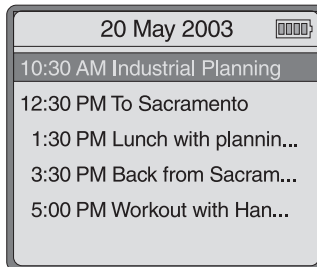 20 May 2003
10:30 AM Industrial Planning
12:30 PM To Sacramento
1:30 PM Lunch with plannin...
3:30 PM Back from Sacram...
5:00 PM Workout with Han...